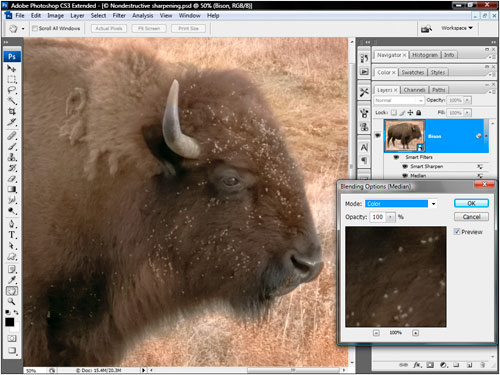 Adobe Photoshop CS3 Extended - [© Nondestructive sharpening.psd @ 50% (Bison, RGB/8)]
File Edit Image Layer Select Filter Analysis View Window Help
Scroll All Windows Actual Pixels Fit Screen Print Size Workspace
Ps
Navigator × Histogram Info
Color × Swatches Styles
Layers × Channels Paths
Normal Opacity: 100%
Lock: Fill: 100%
Bison
Smart Filters
Smart Sharpen
Median
Blending Options (Median)
Mode: Color OK
Opacity: 100 % Cancel
Preview
100%
50% Doc: 15.4M/20.3M